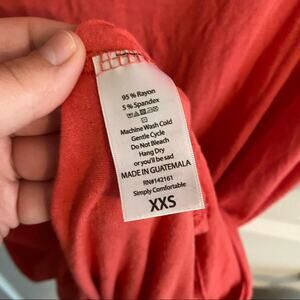 95% Rayon
5% Spandex
Machine Wash Cold
Gentle Cycle
Do Not Bleach
Hang Dry
or you'll be sad
MADE IN GUATEMALA
RN#142161
Simply Comfortable
XXS